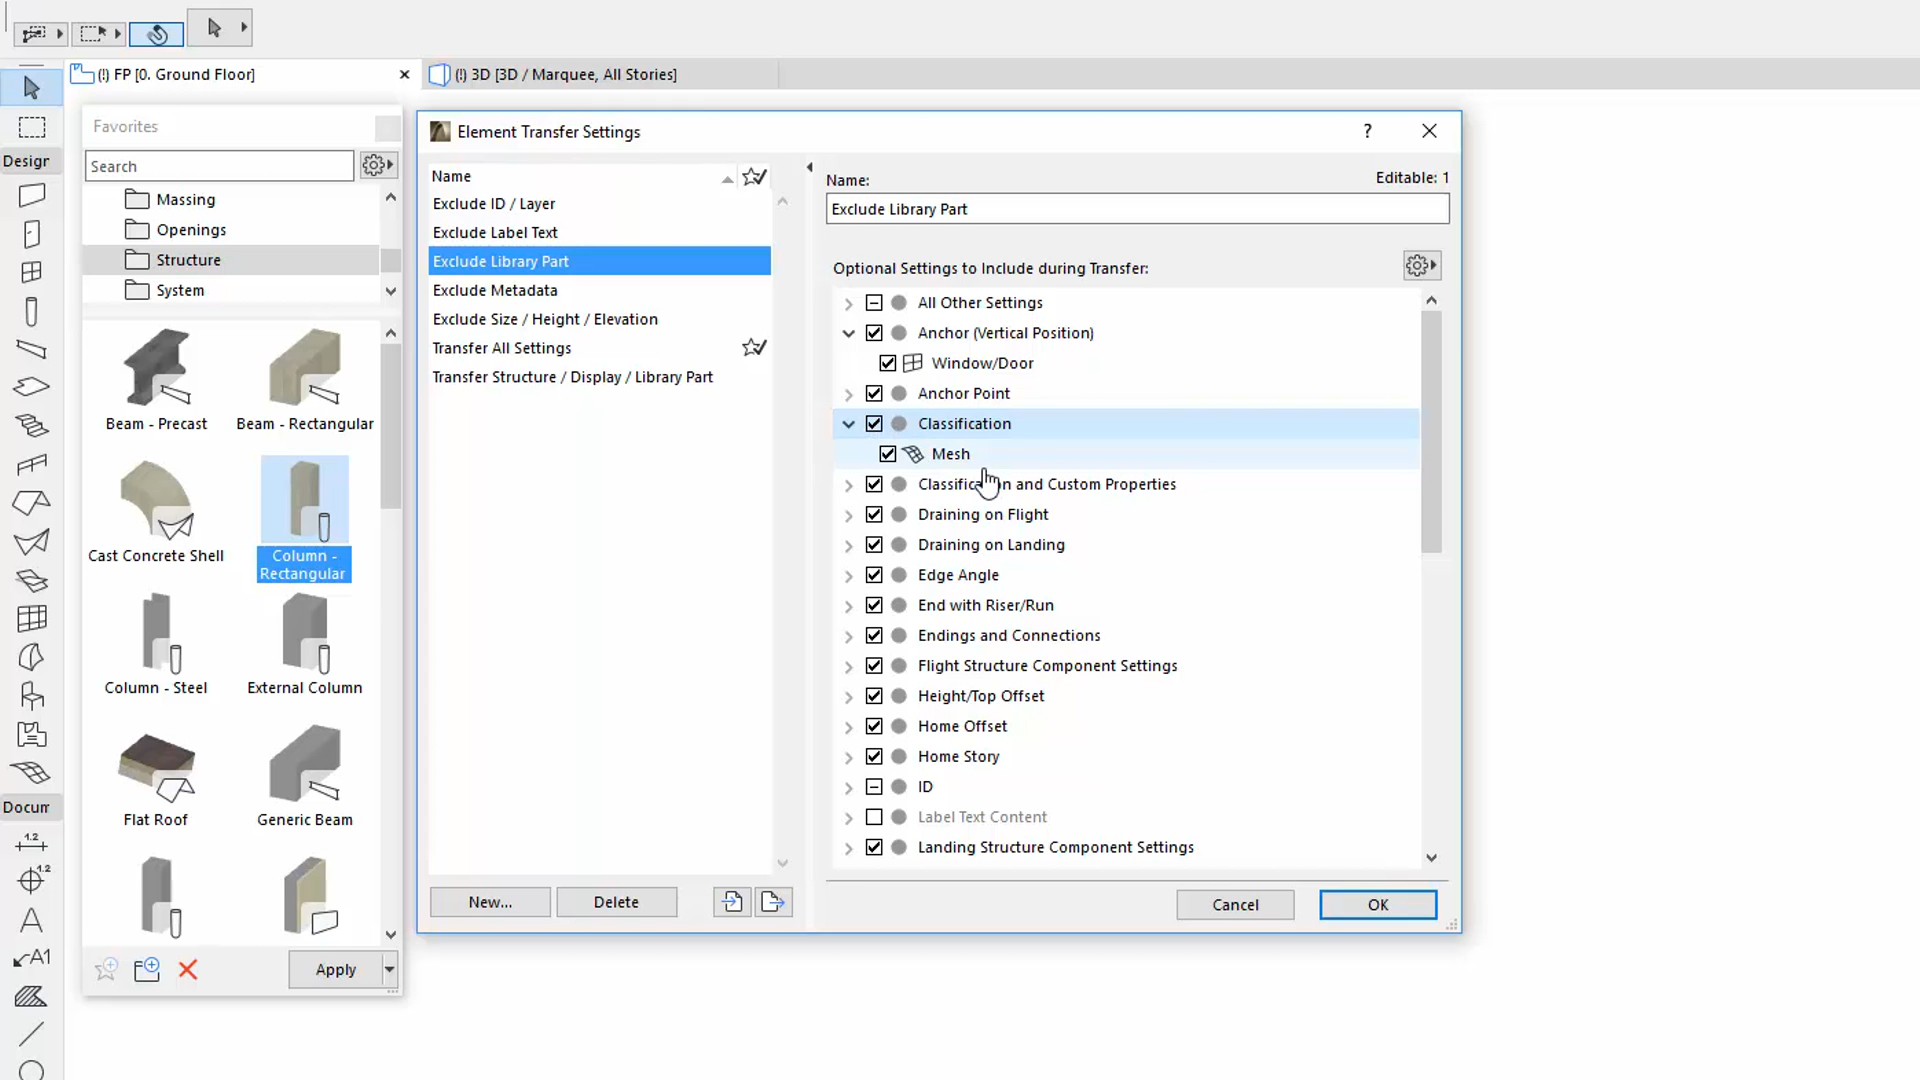 (!) FP [0. Ground Floor]
(!) 3D [3D / Marquee, All Stories]
Design
Docum
1.2
1.2
A
A1
Favorites
Search
Massing
Openings
Structure
System
Beam - Precast
Beam - Rectangular
Cast Concrete Shell
Column -
Rectangular
Column - Steel
External Column
Flat Roof
Generic Beam
Apply
Element Transfer Settings
?
Name
Exclude ID / Layer
Exclude Label Text
Exclude Library Part
Exclude Metadata
Exclude Size / Height / Elevation
Transfer All Settings
Transfer Structure / Display / Library Part
New...
Delete
Name:
Editable: 1
Exclude Library Part
Optional Settings to Include during Transfer:
All Other Settings
Anchor (Vertical Position)
Window/Door
Anchor Point
Classification
Mesh
Classification and Custom Properties
Draining on Flight
Draining on Landing
Edge Angle
End with Riser/Run
Endings and Connections
Flight Structure Component Settings
Height/Top Offset
Home Offset
Home Story
ID
Label Text Content
Landing Structure Component Settings
Cancel
OK